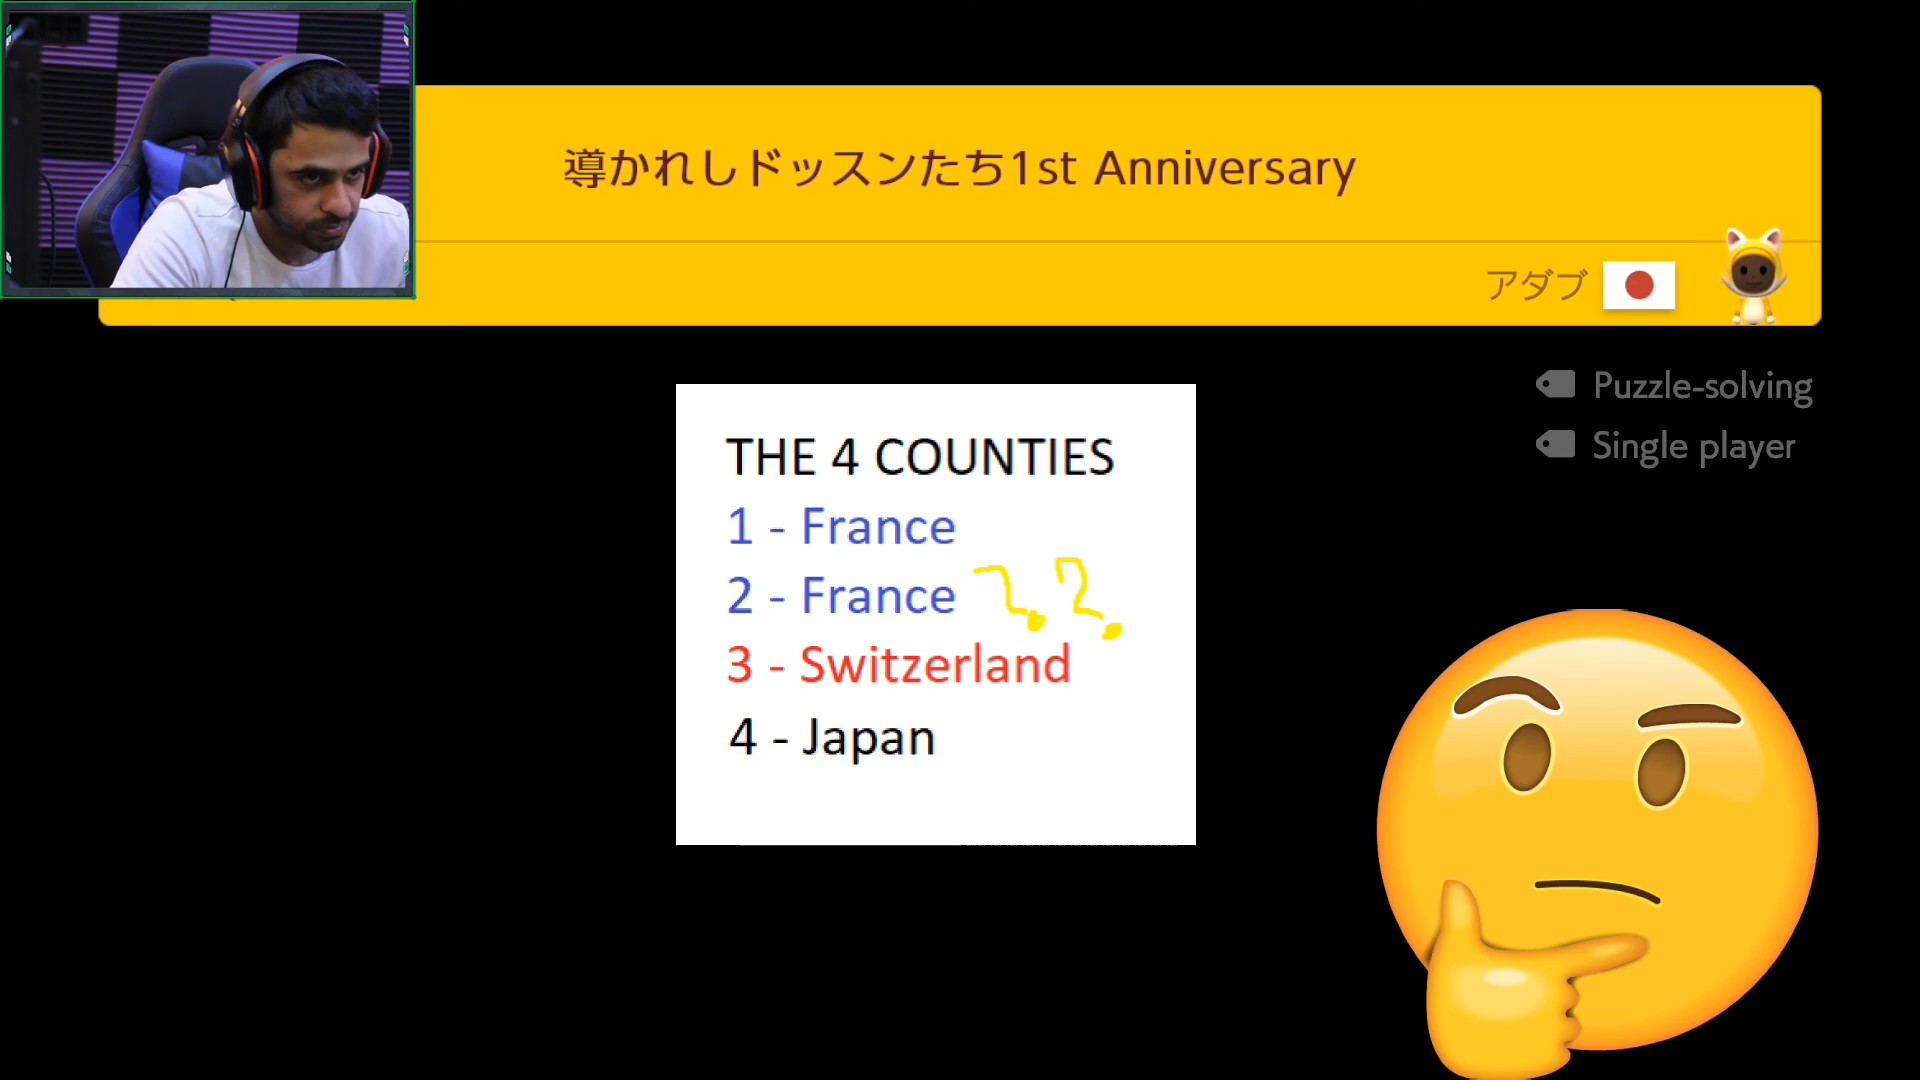 導かれしドッスンたち1st Anniversary
アダブ
Puzzle-solving
Single player
THE 4 COUNTIES
1 - France
2 - France ??
3 - Switzerland
4 - Japan